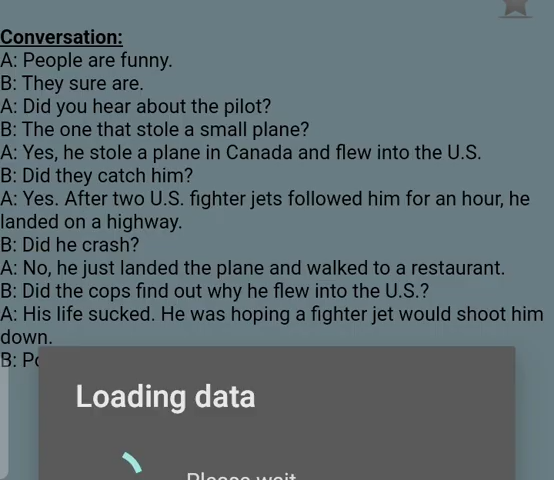 Conversation:
A: People are funny.
B: They sure are.
A: Did you hear about the pilot?
B: The one that stole a small plane?
A: Yes, he stole a plane in Canada and flew into the U.S.
B: Did they catch him?
A: Yes. After two U.S. fighter jets followed him for an hour, he
landed on a highway.
B: Did he crash?
A: No, he just landed the plane and walked to a restaurant.
B: Did the cops find out why he flew into the U.S.?
A: His life sucked. He was hoping a fighter jet would shoot him
down.
B:
Loading data
Please wait